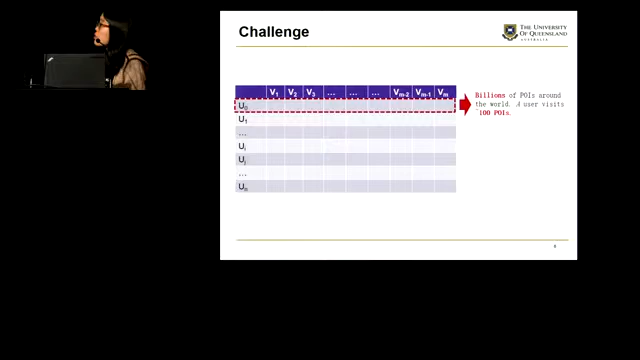 Challenge
THE UNIVERSITY
OF QUEENSLAND
AUSTRALIA
V1 V2 V3 ... ... ... Vm-2 Vm-1 Vm
U0
U1
...
Ui
Uj
...
Un
Billions of POIs around
the world. A user visits
~100 POIs.